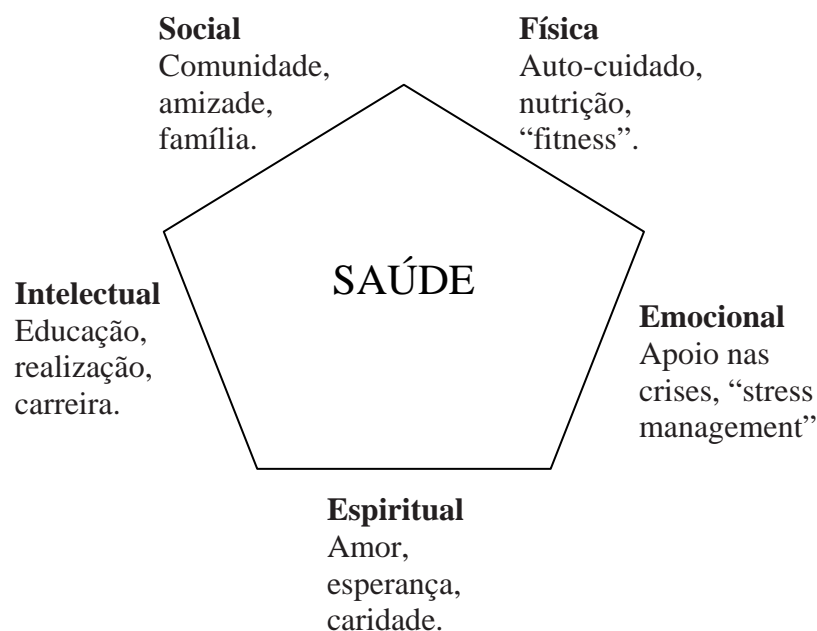 Social
Comunidade,
amizade,
família.
Física
Auto-cuidado,
nutrição,
“fitness”.
SAÚDE
Intelectual
Educação,
realização,
carreira.
Emocional
Apoio nas
crises, “stress
management”
Espiritual
Amor,
esperança,
caridade.